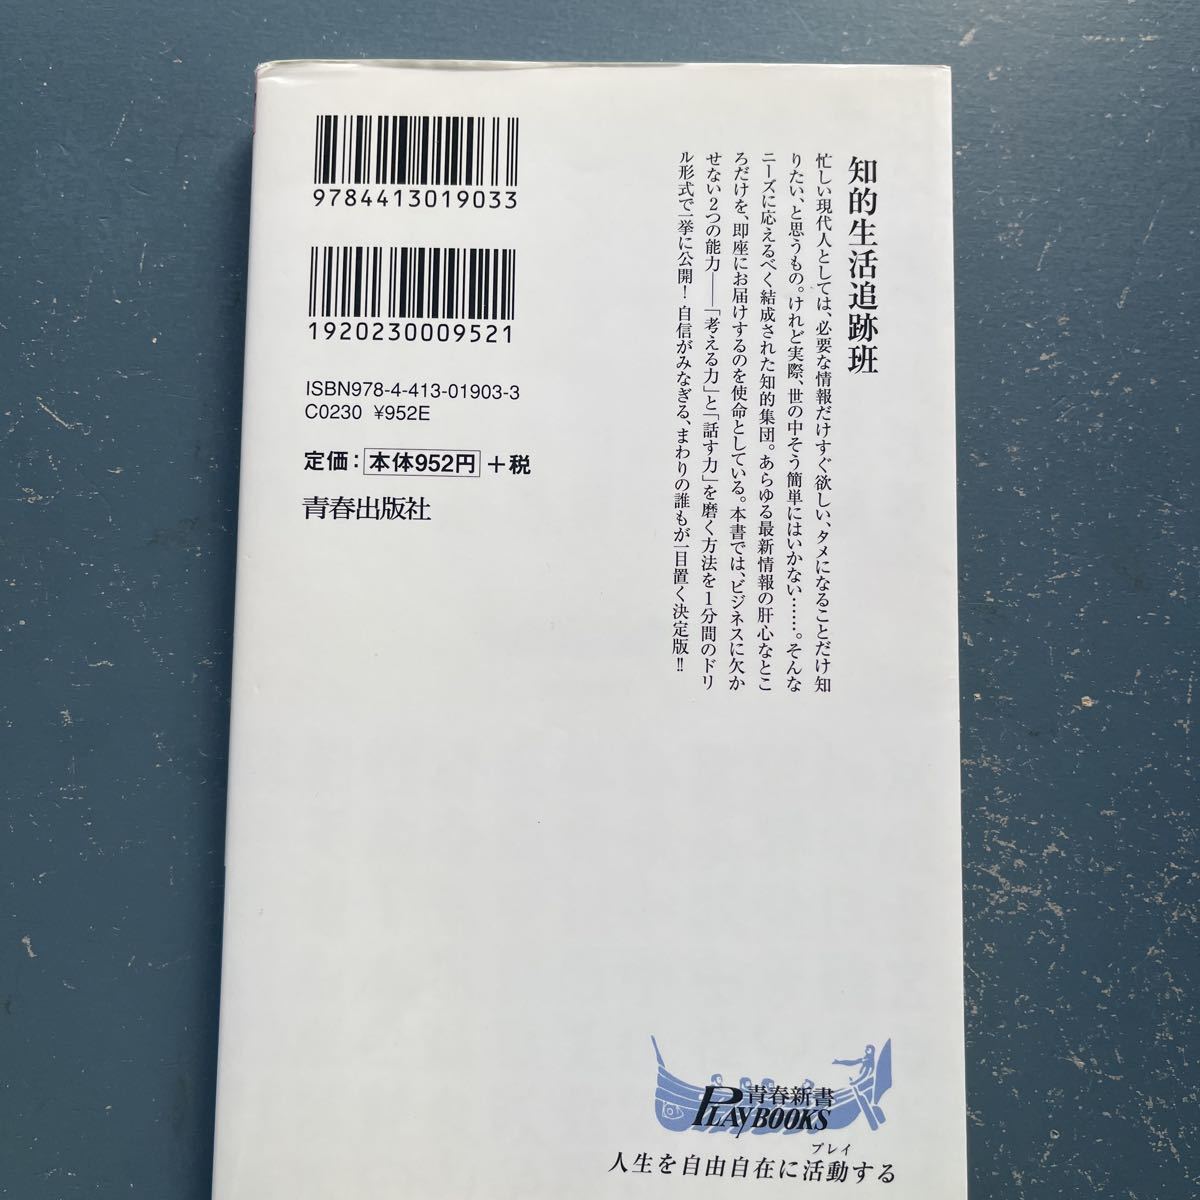 知的生活追跡班
忙しい現代人としては、必要な情報だけすぐ欲しい、タメになることだけ知
りたい、と思うもの。けれど実際、世の中そう簡単にはいかない……。そんな
ニーズに応えるべく結成された知的集団。あらゆる最新情報の肝心なとこ
ろだけを、即座にお届けするのを使命としている。本書では、ビジネスに欠か
せない2つの能力——「考える力」と「話す力」を磨く方法を1分間のドリ
ル形式で一挙に公開！自信がみなぎる、まわりの誰もが一目置く決定版!!
9784413019033
1920230009521
ISBN978-4-413-01903-3
C0230 ¥952E
定価：本体952円＋税
青春出版社
青春新書
PLAYBOOKS
プレイ
人生を自由自在に活動する